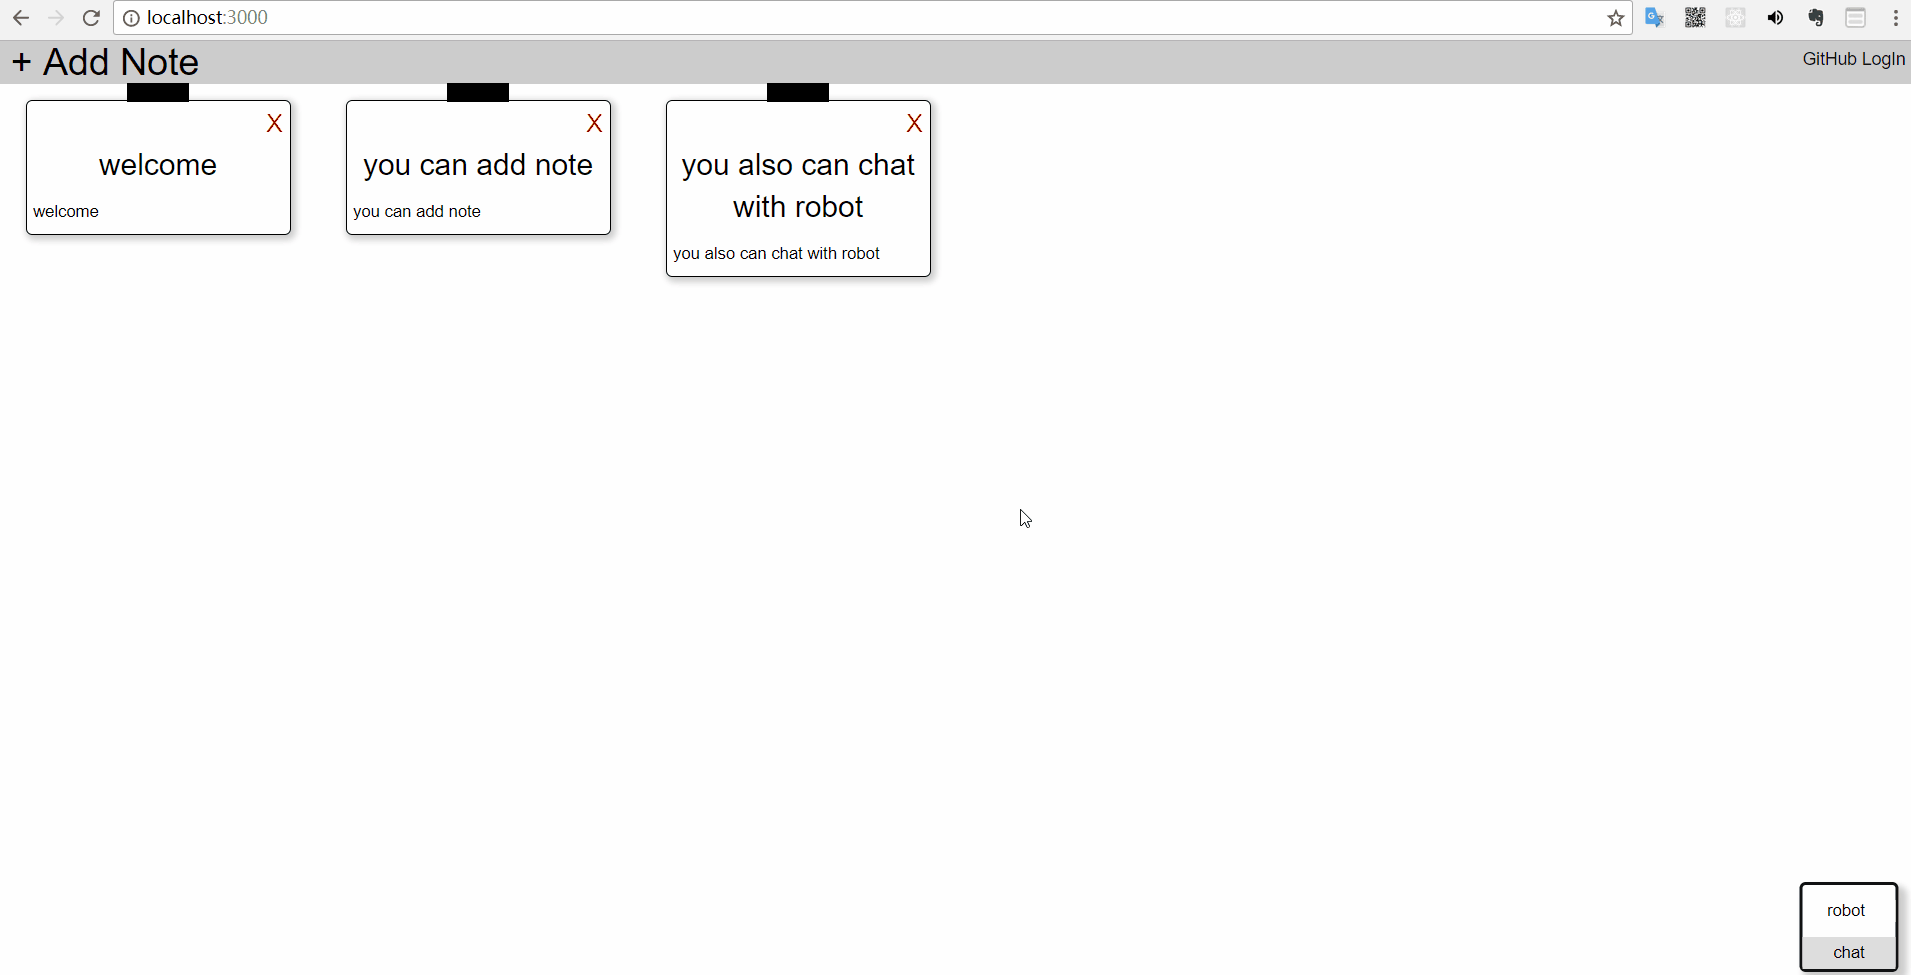 localhost:3000
+ Add Note
GitHub LogIn
X
welcome
welcome
X
you can add note
you can add note
X
you also can chat
with robot
you also can chat with robot
robot
chat